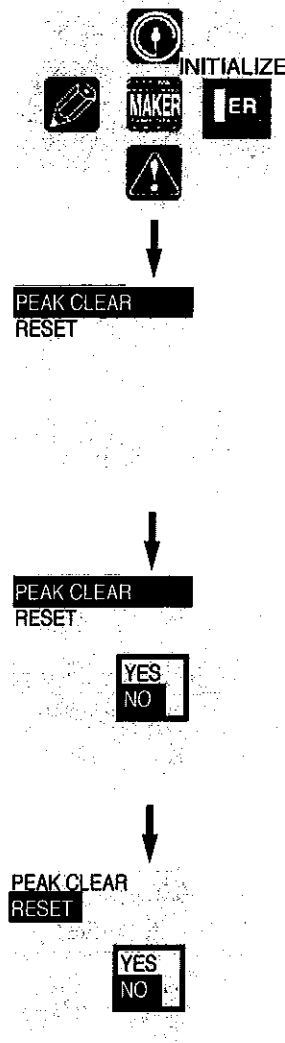 INITIALIZE
MAKER
ER
PEAK CLEAR
RESET
PEAK CLEAR
RESET
YES
NO
PEAK CLEAR
RESET
YES
NO